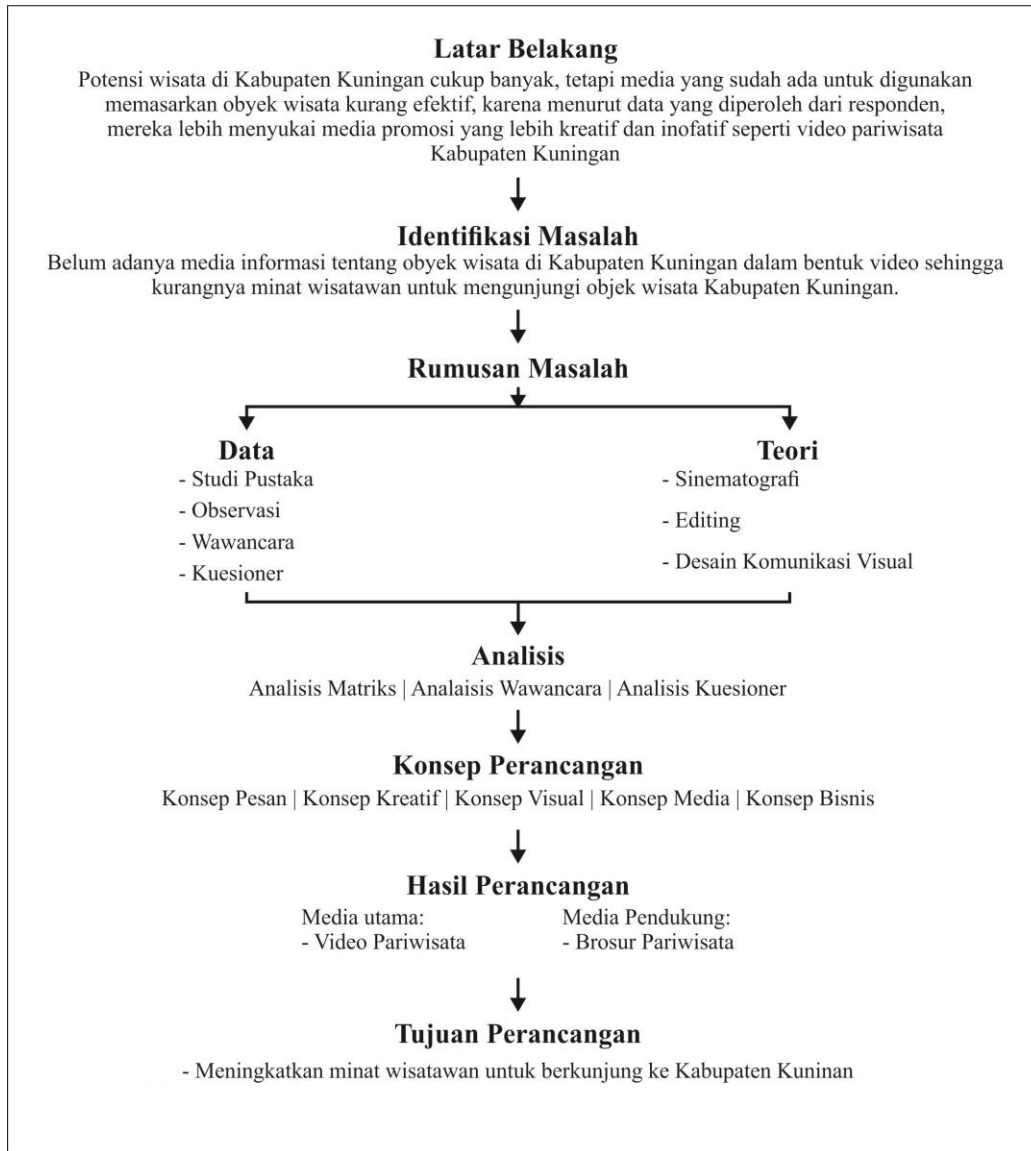 Latar Belakang
Potensi wisata di Kabupaten Kuningan cukup banyak, tetapi media yang sudah ada untuk digunakan
memasarkan obyek wisata kurang efektif, karena menurut data yang diperoleh dari responden,
mereka lebih menyukai media promosi yang lebih kreatif dan inofatif seperti video pariwisata
Kabupaten Kuningan
Identifikasi Masalah
Belum adanya media informasi tentang obyek wisata di Kabupaten Kuningan dalam bentuk video sehingga
kurangnya minat wisatawan untuk mengunjungi objek wisata Kabupaten Kuningan.
Rumusan Masalah
Data
- Studi Pustaka
- Observasi
- Wawancara
- Kuesioner
Teori
- Sinematografi
- Editing
- Desain Komunikasi Visual
Analisis
Analisis Matriks | Analaisis Wawancara | Analisis Kuesioner
Konsep Perancangan
Konsep Pesan | Konsep Kreatif | Konsep Visual | Konsep Media | Konsep Bisnis
Hasil Perancangan
Media utama:
- Video Pariwisata
Media Pendukung:
- Brosur Pariwisata
Tujuan Perancangan
- Meningkatkan minat wisatawan untuk berkunjung ke Kabupaten Kuninan